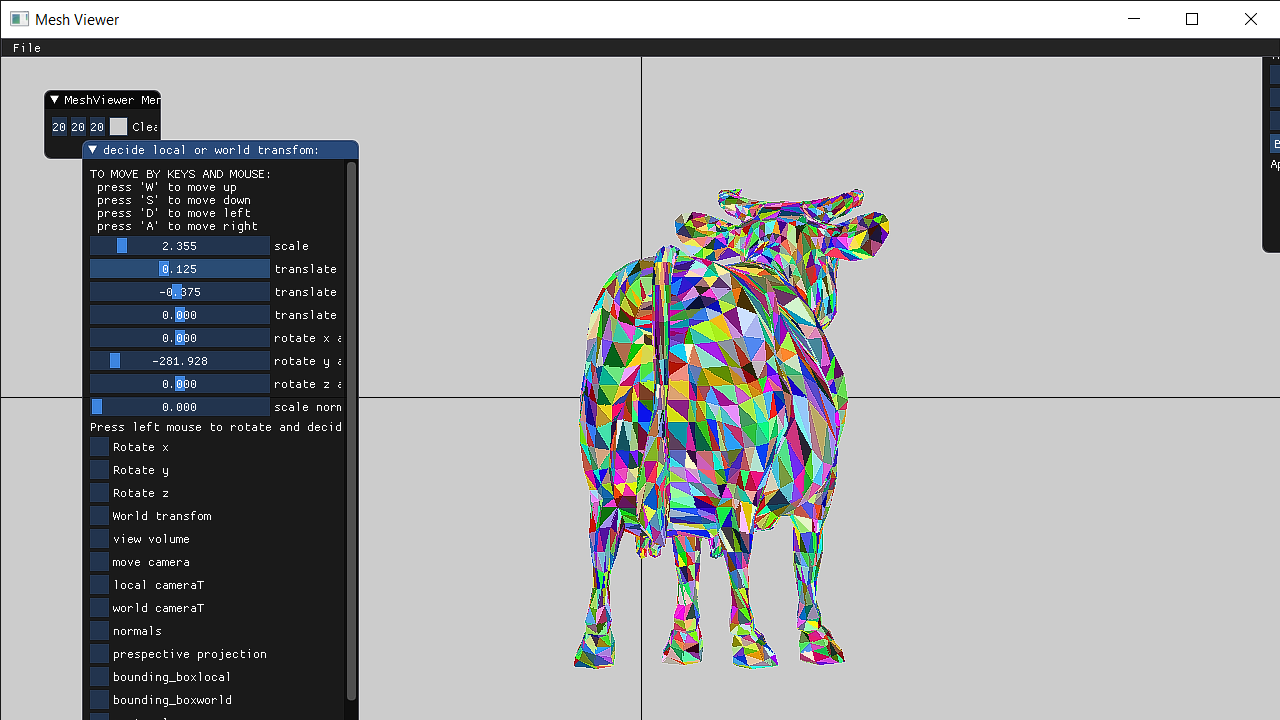 Mesh Viewer
File
MeshViewer Mer
20 20 20 Clea
decide local or world transfom:
TO MOVE BY KEYS AND MOUSE:
press 'W' to move up
press 'S' to move down
press 'D' to move left
press 'A' to move right
2.355 scale
0.125 translate
-0.375 translate
0.000 translate
0.000 rotate x a
-281.928 rotate y a
0.000 rotate z a
0.000 scale norm
Press left mouse to rotate and decid
Rotate x
Rotate y
Rotate z
World transfom
view volume
move camera
local cameraT
world cameraT
normals
prespective projection
bounding_boxlocal
bounding_boxworld